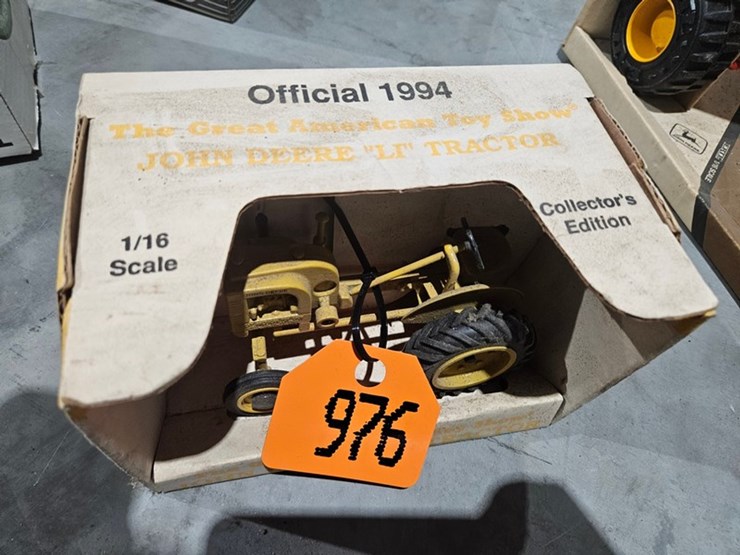 Official 1994
The Great American Toy Show
JOHN DEERE "LI" TRACTOR
1/16
Scale
Collector's
Edition
976